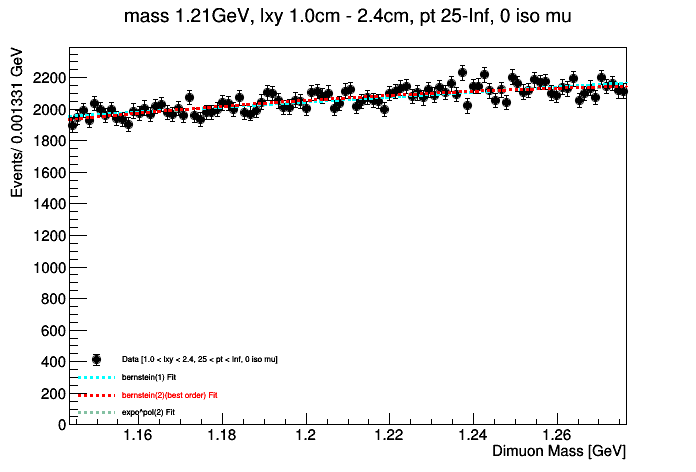 mass 1.21GeV, lxy 1.0cm - 2.4cm, pt 25-Inf, 0 iso mu
Events/ 0.001331 GeV
2200
2000
1800
1600
1400
1200
1000
800
600
400
200
0
Data [1.0 < lxy < 2.4, 25 < pt < Inf, 0 iso mu]
bernstein(1) Fit
bernstein(2)(best order) Fit
expo*pol(2) Fit
1.16 1.18 1.2 1.22 1.24 1.26
Dimuon Mass [GeV]